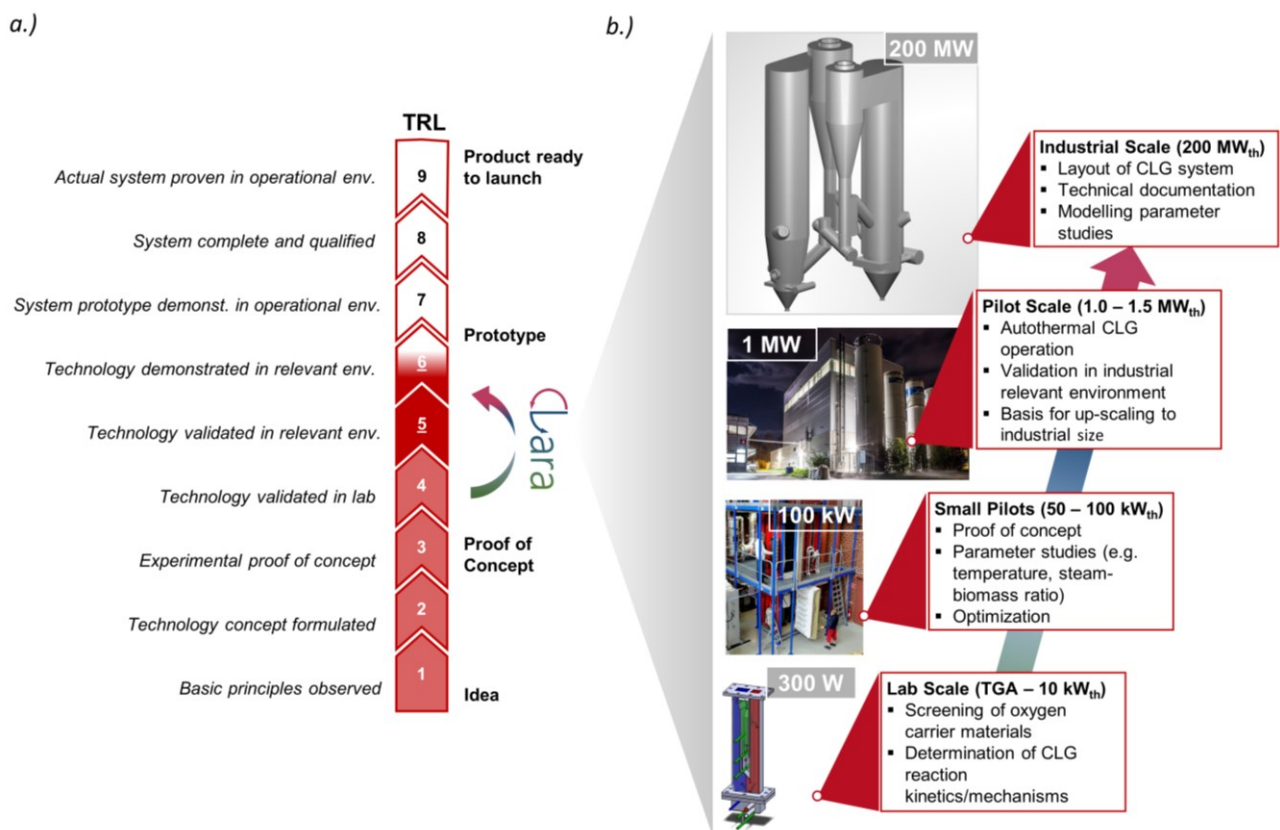 a.)
TRL
Actual system proven in operational env.
9
Product ready
to launch
System complete and qualified
8
System prototype demonst. in operational env.
7
Prototype
Technology demonstrated in relevant env.
6
Technology validated in relevant env.
5
Technology validated in lab
4
Experimental proof of concept
3
Proof of
Concept
Technology concept formulated
2
Basic principles observed
1
Idea
CLara
b.)
200 MW
Industrial Scale (200 MWth)
▪ Layout of CLG system
▪ Technical documentation
▪ Modelling parameter
studies
1 MW
Pilot Scale (1.0 – 1.5 MWth)
▪ Autothermal CLG
operation
▪ Validation in industrial
relevant environment
▪ Basis for up-scaling to
industrial size
100 kW
Small Pilots (50 – 100 kWth)
▪ Proof of concept
▪ Parameter studies (e.g.
temperature, steam-
biomass ratio)
▪ Optimization
300 W
Lab Scale (TGA – 10 kWth)
▪ Screening of oxygen
carrier materials
▪ Determination of CLG
reaction
kinetics/mechanisms